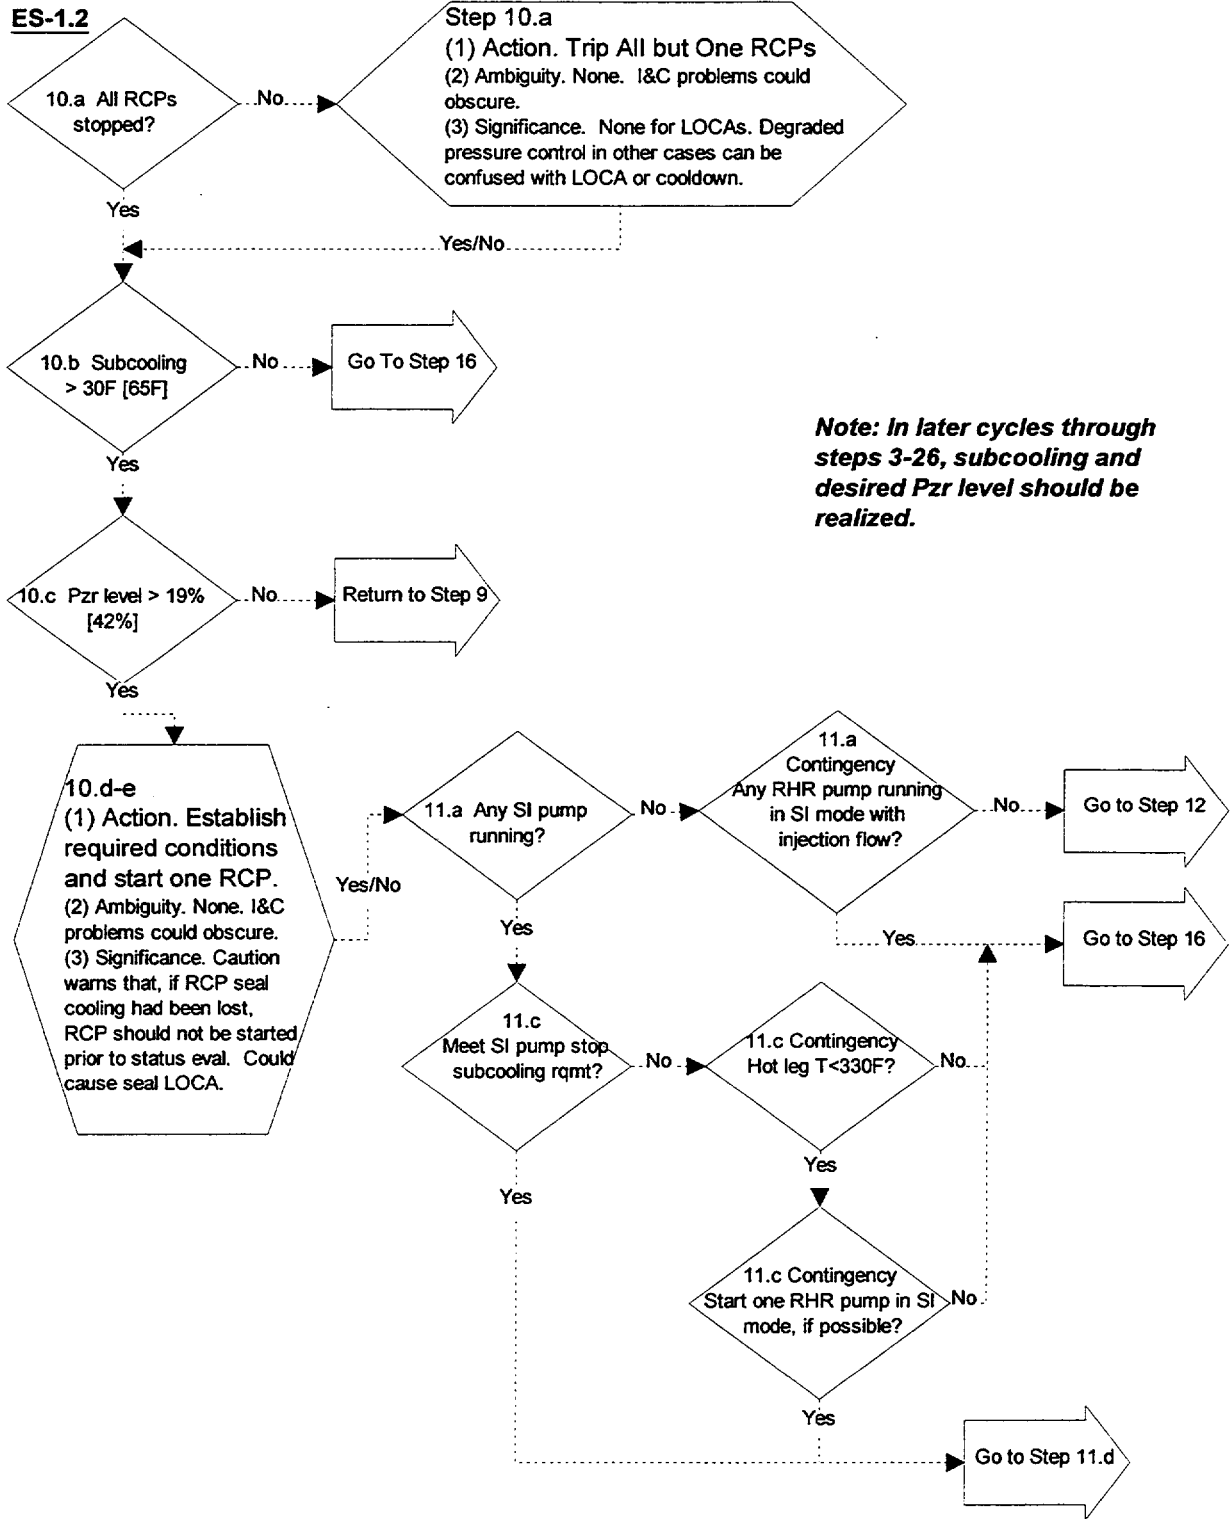 ES-1.2
10.a All RCPs
stopped?
No
Step 10.a
(1) Action. Trip All but One RCPs
(2) Ambiguity. None. I&C problems could
obscure.
(3) Significance. None for LOCAs. Degraded
pressure control in other cases can be
confused with LOCA or cooldown.
Yes
Yes/No
10.b Subcooling
> 30F [65F]
No
Go To Step 16
Note: In later cycles through
steps 3-26, subcooling and
desired Pzr level should be
realized.
Yes
10.c Pzr level > 19%
[42%]
No
Return to Step 9
Yes
10.d-e
(1) Action. Establish
required conditions
and start one RCP.
(2) Ambiguity. None. I&C
problems could obscure.
(3) Significance. Caution
warns that, if RCP seal
cooling had been lost,
RCP should not be started
prior to status eval. Could
cause seal LOCA.
Yes/No
11.a Any SI pump
running?
No
11.a
Contingency
Any RHR pump running
in SI mode with
injection flow?
No
Go to Step 12
Yes
Yes
Go to Step 16
11.c
Meet SI pump stop
subcooling rqmt?
No
11.c Contingency
Hot leg T<330F?
No
Yes
Yes
11.c Contingency
Start one RHR pump in SI
mode, if possible?
No
Yes
Go to Step 11.d